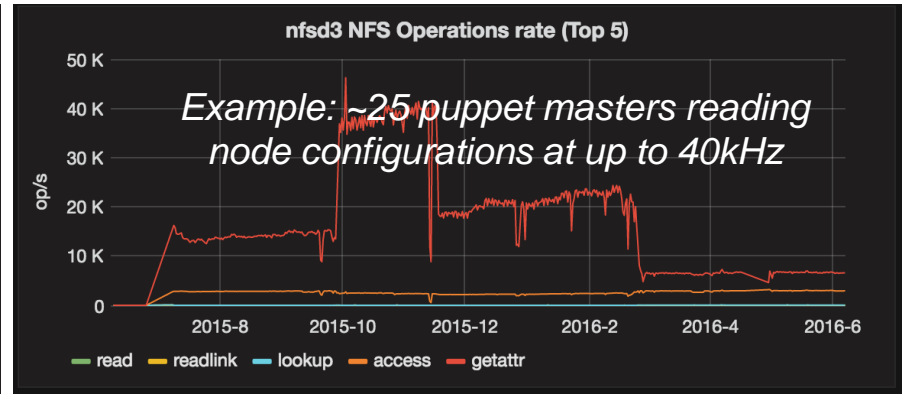 nfsd3 NFS Operations rate (Top 5)
50 K
40 K
30 K
20 K
10 K
0
op/s
Example: ~25 puppet masters reading
node configurations at up to 40kHz
2015-8 2015-10 2015-12 2016-2 2016-4 2016-6
read readlink lookup access getattr